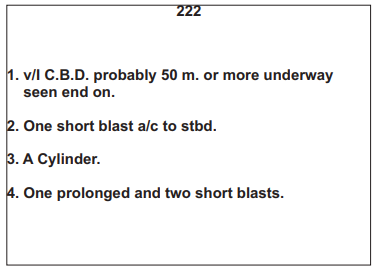 222
1. v/l C.B.D. probably 50 m. or more underway
seen end on.
2. One short blast a/c to stbd.
3. A Cylinder.
4. One prolonged and two short blasts.